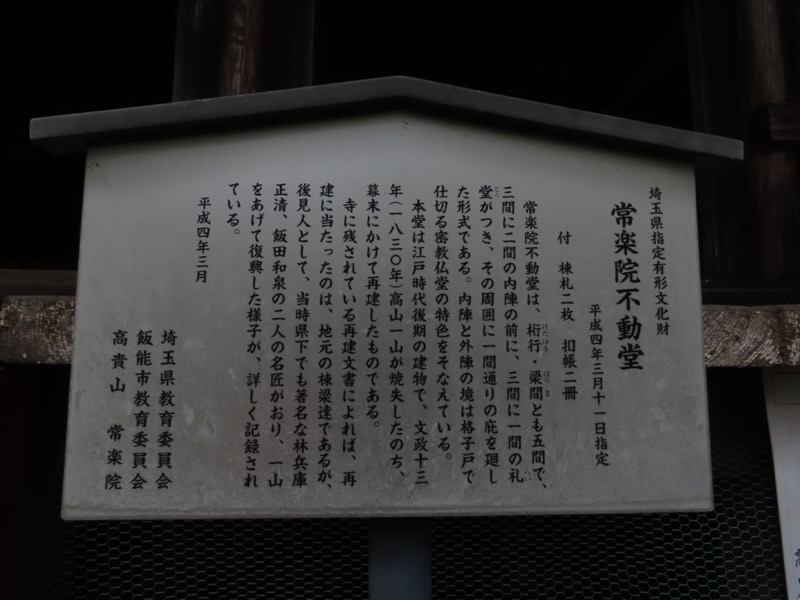 埼玉県指定有形文化財
常楽院不動堂
平成四年三月十一日指定
付 棟札二枚 扣帳二冊
常楽院不動堂は、桁行・梁間とも五間で、
三間に二間の内陣の前に、三間に一間の礼
堂がつき、その周囲に一間通りの庇を廻し
た形式である。内陣と外陣の境は格子戸で
仕切る密教仏堂の特色をそなえている。
本堂は江戸時代後期の建物で、文政十三
年(一八三〇年)高山一山が焼失したのち、
幕末にかけて再建したものである。
寺に残されている再建文書によれば、再
建に当たったのは、地元の棟梁達であるが、
後見人として、当時県下でも著名な林兵庫
正清、飯田和泉の二人の名匠がおり、一山
をあげて復興した様子が、詳しく記録され
ている。
平成四年三月
埼玉県教育委員会
飯能市教育委員会
高貴山 常楽院